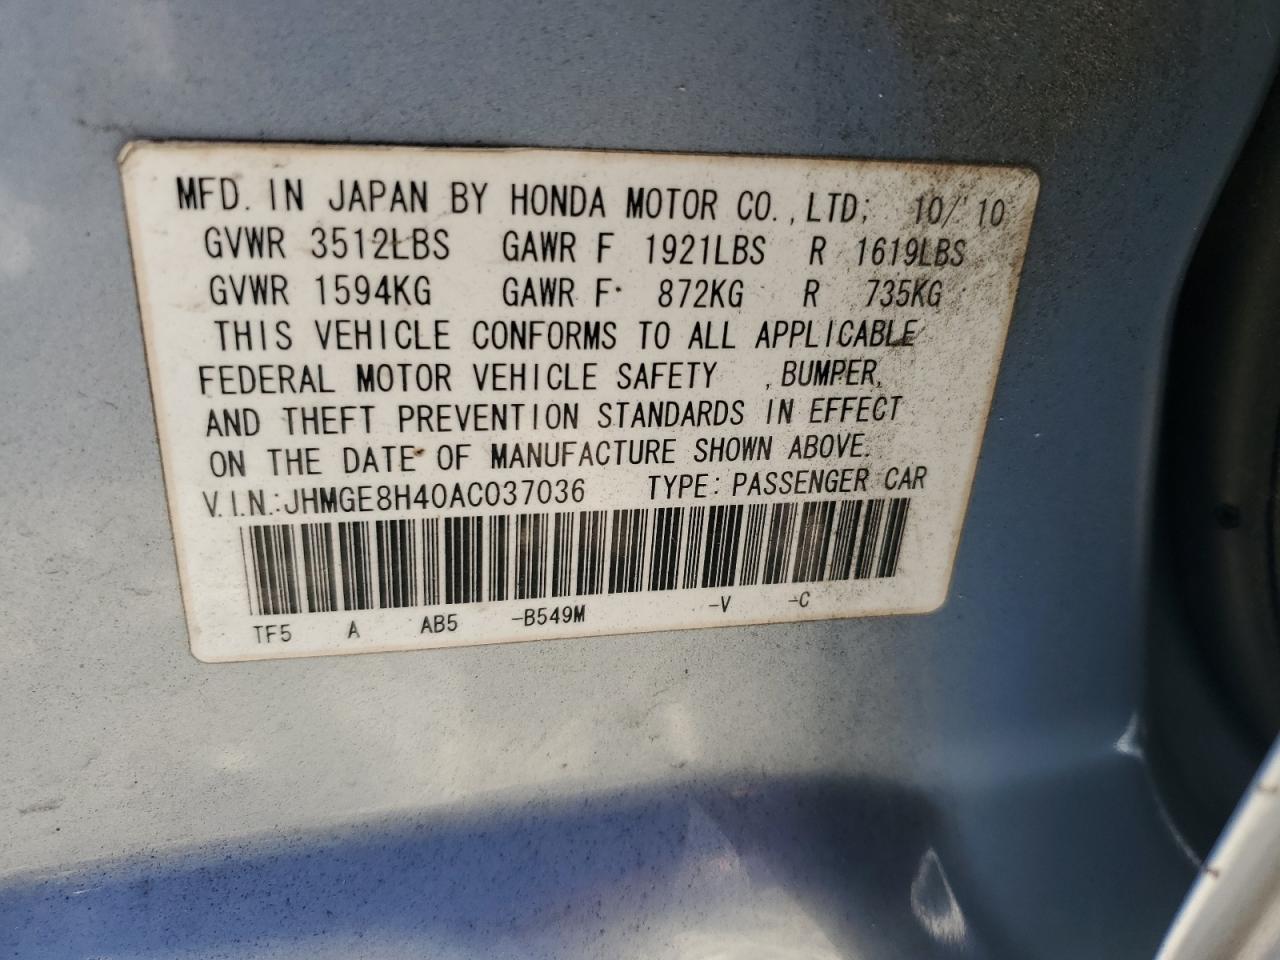 MFD. IN JAPAN BY HONDA MOTOR CO., LTD; 10/'10
GVWR 3512LBS GAWR F 1921LBS R 1619LBS
GVWR 1594KG GAWR F 872KG R 735KG
THIS VEHICLE CONFORMS TO ALL APPLICABLE
FEDERAL MOTOR VEHICLE SAFETY , BUMPER,
AND THEFT PREVENTION STANDARDS IN EFFECT
ON THE DATE OF MANUFACTURE SHOWN ABOVE.
V.I.N.:JHMGE8H40AC037036 TYPE: PASSENGER CAR
TF5 A AB5 -B549M -V -C